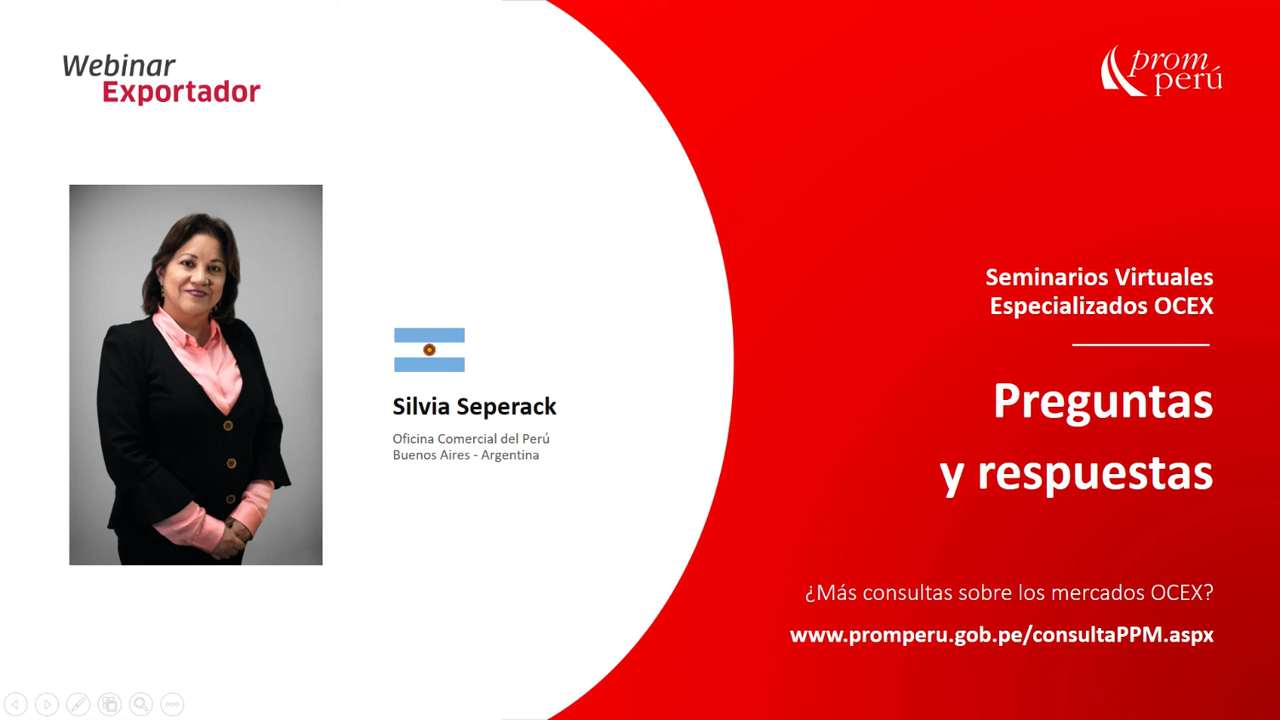 Webinar
Exportador
prom
perú
Silvia Seperack
Oficina Comercial del Perú
Buenos Aires - Argentina
Seminarios Virtuales
Especializados OCEX
Preguntas
y respuestas
¿Más consultas sobre los mercados OCEX?
www.promperu.gob.pe/consultaPPM.aspx